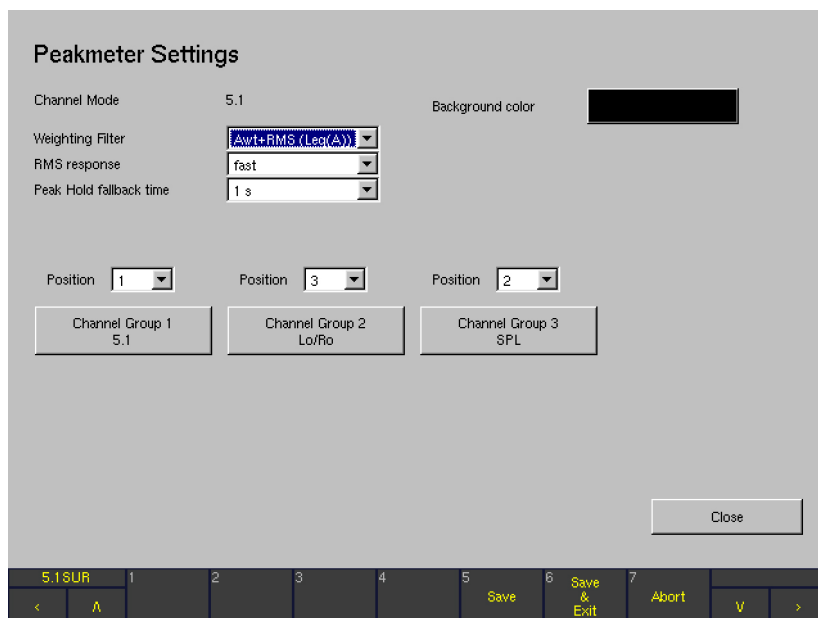 Peakmeter Settings
Channel Mode 5.1
Background color
Weighting Filter Awt+RMS (Leq(A))
RMS response fast
Peak Hold fallback time 1 s
Position 1 Position 3 Position 2
Channel Group 1
5.1
Channel Group 2
Lo/Ro
Channel Group 3
SPL
Close
5.1SUR 1 2 3 4 5 6 7
Save
Save
&
Exit
Abort
< Λ V >